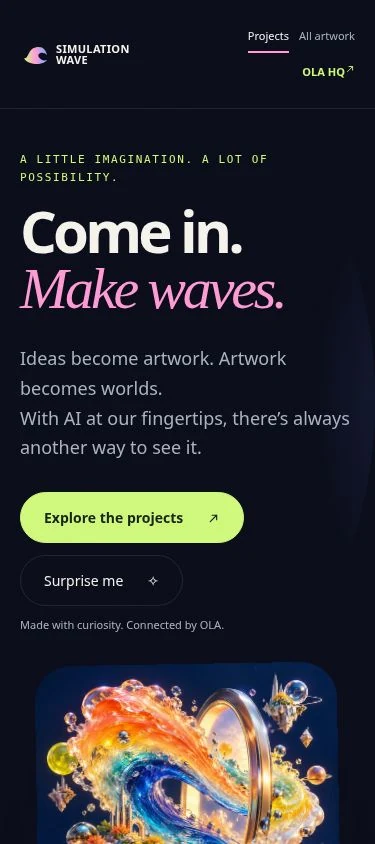 SIMULATION
WAVE
Projects
All artwork
OLA HQ↗
A LITTLE IMAGINATION. A LOT OF
POSSIBILITY.
Come in.
Make waves.
Ideas become artwork. Artwork
becomes worlds.
With AI at our fingertips, there’s always
another way to see it.
Explore the projects ↗
Surprise me ✧
Made with curiosity. Connected by OLA.